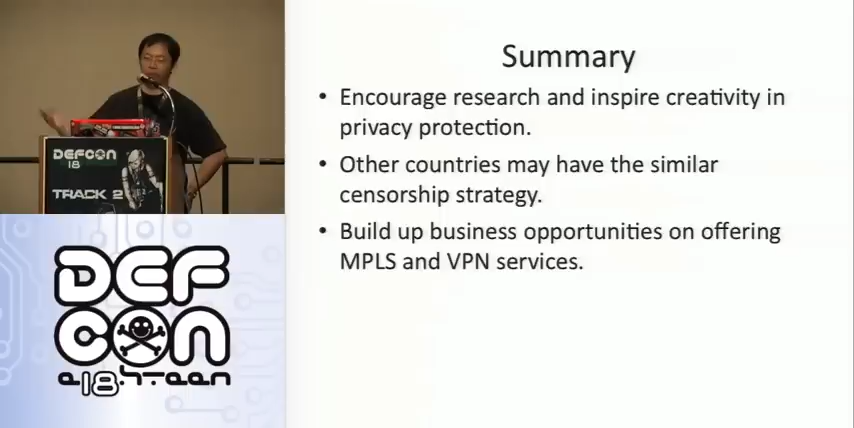 DEFCON
18
TRACK 2
DEF
CON
e18hteen
Summary
• Encourage research and inspire creativity in
privacy protection.
• Other countries may have the similar
censorship strategy.
• Build up business opportunities on offering
MPLS and VPN services.